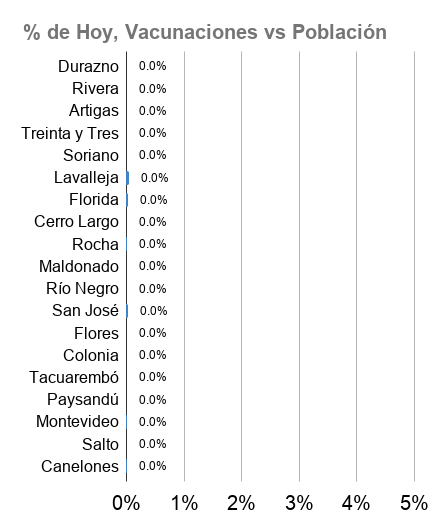 % de Hoy, Vacunaciones vs Población
Durazno 0.0%
Rivera 0.0%
Artigas 0.0%
Treinta y Tres 0.0%
Soriano 0.0%
Lavalleja 0.0%
Florida 0.0%
Cerro Largo 0.0%
Rocha 0.0%
Maldonado 0.0%
Río Negro 0.0%
San José 0.0%
Flores 0.0%
Colonia 0.0%
Tacuarembó 0.0%
Paysandú 0.0%
Montevideo 0.0%
Salto 0.0%
Canelones 0.0%
0% 1% 2% 3% 4% 5%